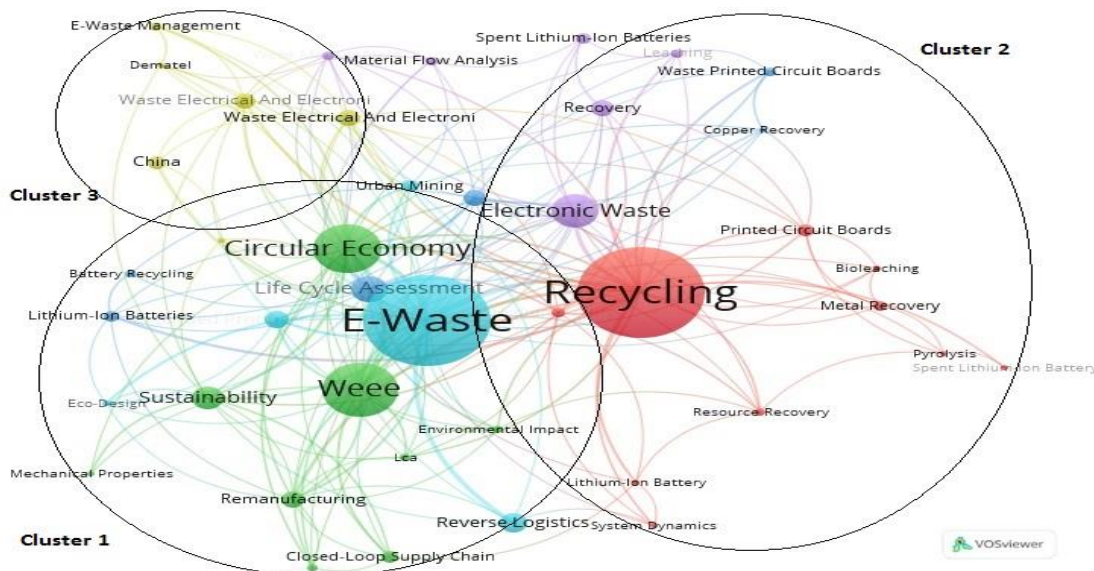 E-Waste Management
Spent Lithium-Ion Batteries
Cluster 2
Leaching
Dematel
Material Flow Analysis
Waste Printed Circuit Boards
Waste Electrical And Electroni
Waste Electrical And Electroni
Recovery
Copper Recovery
China
Cluster 3
Urban Mining
Electronic Waste
Printed Circuit Boards
Circular Economy
Battery Recycling
Bioleaching
Life Cycle Assessment
Recycling
Metal Recovery
Lithium-Ion Batteries
E-Waste
Pyrolysis
Spent Lithium-Ion Battery
Weee
Sustainability
Eco-Design
Resource Recovery
Environmental Impact
Lca
Mechanical Properties
Lithium-Ion Battery
Remanufacturing
Reverse Logistics
System Dynamics
Cluster 1
Closed-Loop Supply Chain
VOSviewer